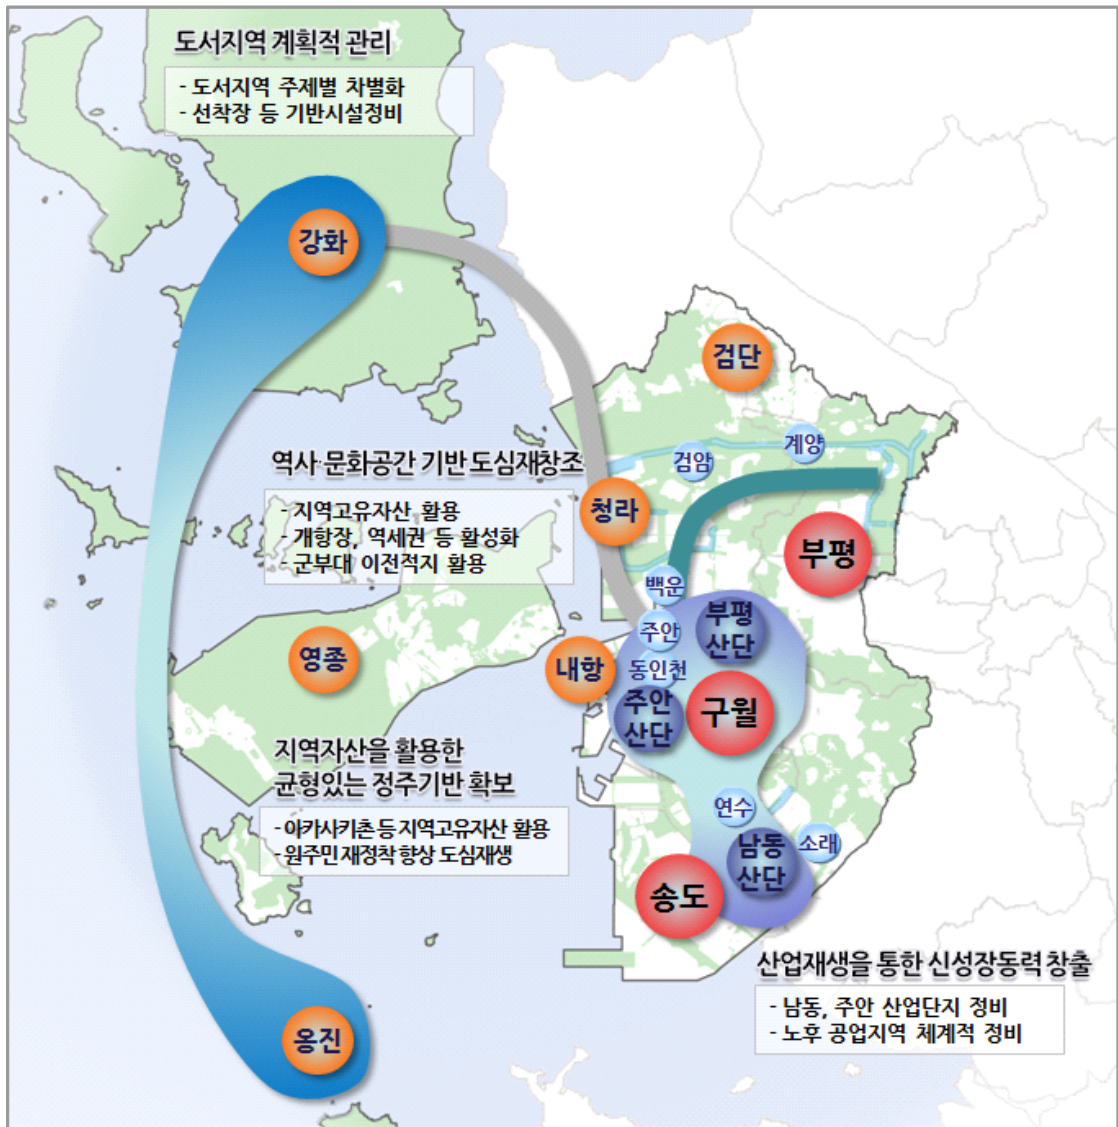 도서지역 계획적 관리
- 도서지역 주제별 차별화
- 선착장 등 기반시설정비
강화
검단
계양
검암
역사·문화공간 기반 도심재창조
- 지역고유자산 활용
- 개항장, 역세권 등 활성화
- 군부대 이전적지 활용
청라
부평
백운
부평
산단
주안
영종
내항
동인천
주안
산단
구월
지역자산을 활용한
균형있는 정주기반 확보
- 아카사키촌 등 지역고유자산 활용
- 원주민 재정착 향상 도심재생
연수
소래
남동
산단
송도
산업재생을 통한 신성장동력 창출
- 남동, 주안 산업단지 정비
- 노후 공업지역 체계적 정비
옹진